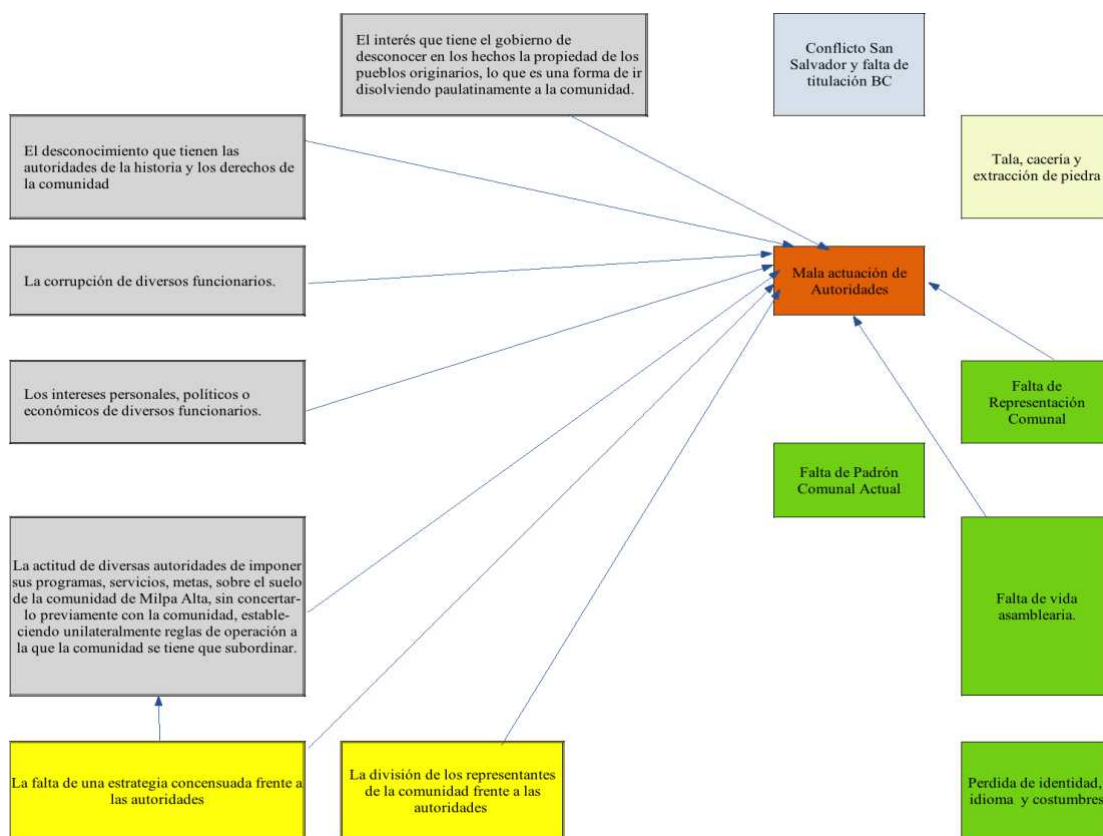 El interés que tiene el gobierno de
desconocer en los hechos la propiedad de los
pueblos originarios, lo que es una forma de ir
disolviendo paulatinamente a la comunidad.
Conflicto San
Salvador y falta de
titulación BC
El desconocimiento que tienen las
autoridades de la historia y los derechos de
la comunidad
Tala, cacería y
extracción de piedra
La corrupción de diversos funcionarios.
Mala actuación de
Autoridades
Los intereses personales, políticos o
económicos de diversos funcionarios.
Falta de
Representación
Comunal
Falta de Padrón
Comunal Actual
La actitud de diversas autoridades de imponer
sus programas, servicios, metas, sobre el suelo
de la comunidad de Milpa Alta, sin concertar-
lo previamente con la comunidad, estable-
ciendo unilateralmente reglas de operación a
la que la comunidad se tiene que subordinar.
Falta de vida
asamblearia.
La falta de una estrategia concensuada frente a
las autoridades
La división de los representantes
de la comunidad frente a las
autoridades
Perdida de identidad,
idioma y costumbres